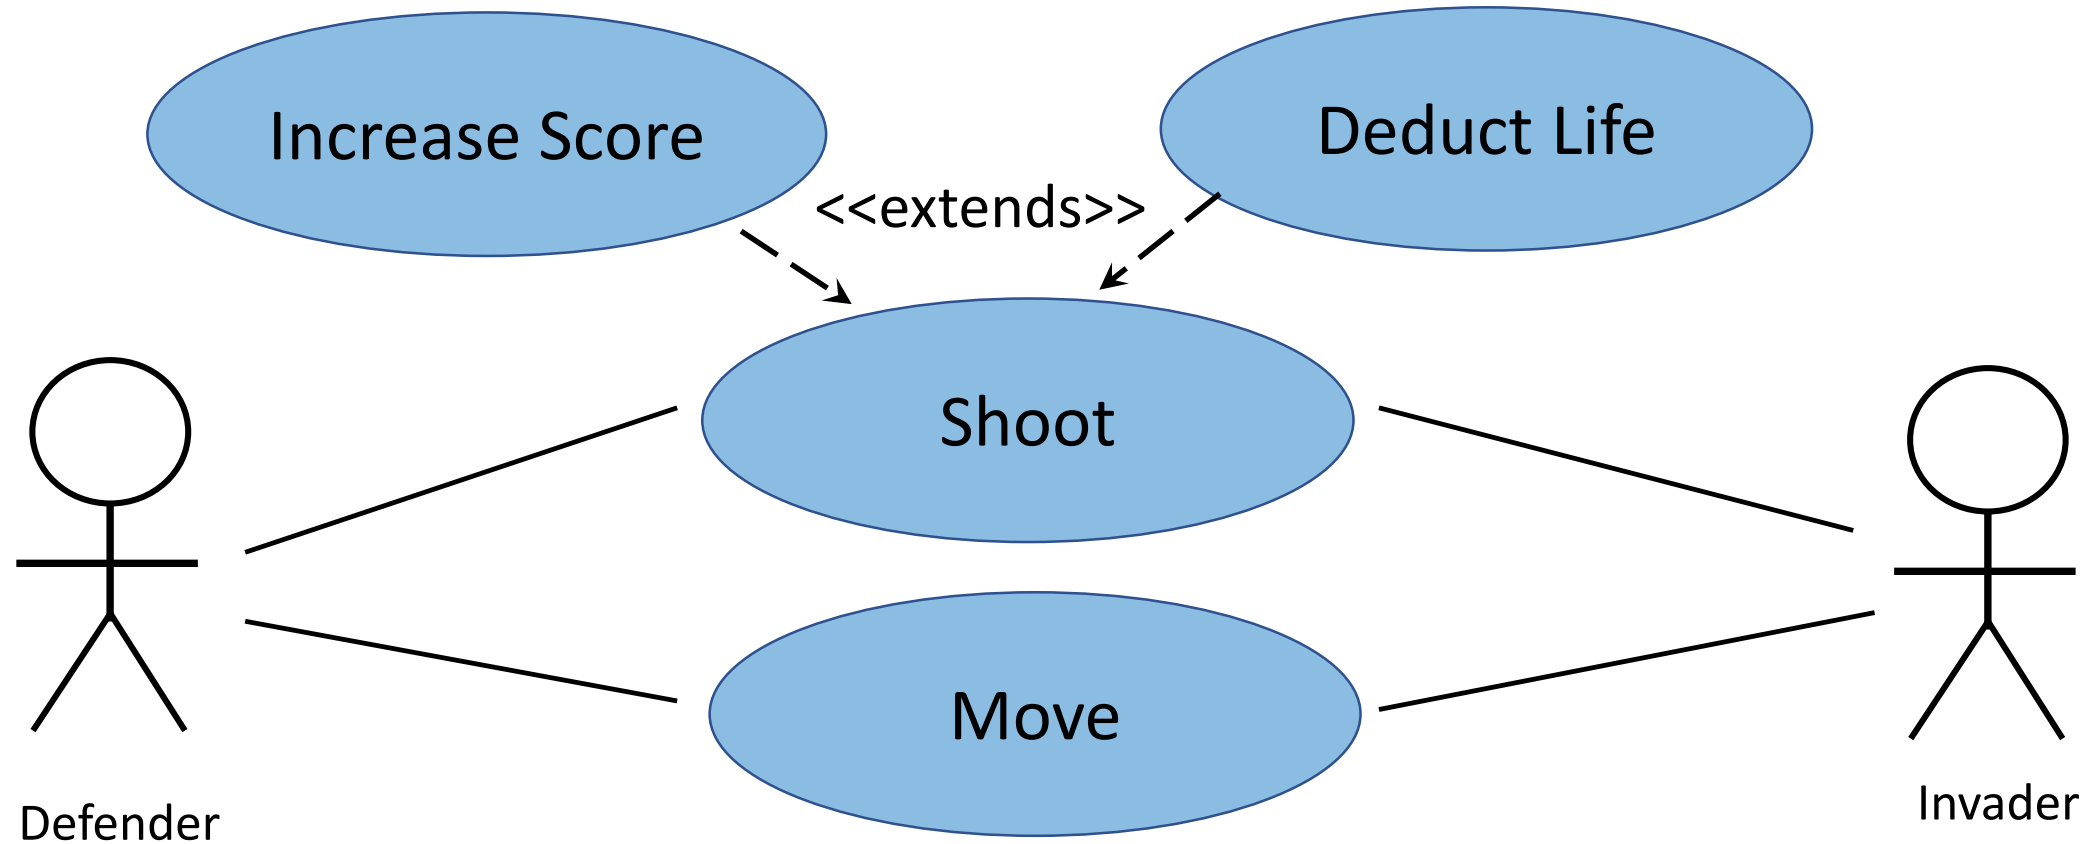 Increase Score
Deduct Life
<<extends>>
Shoot
Move
Defender
Invader